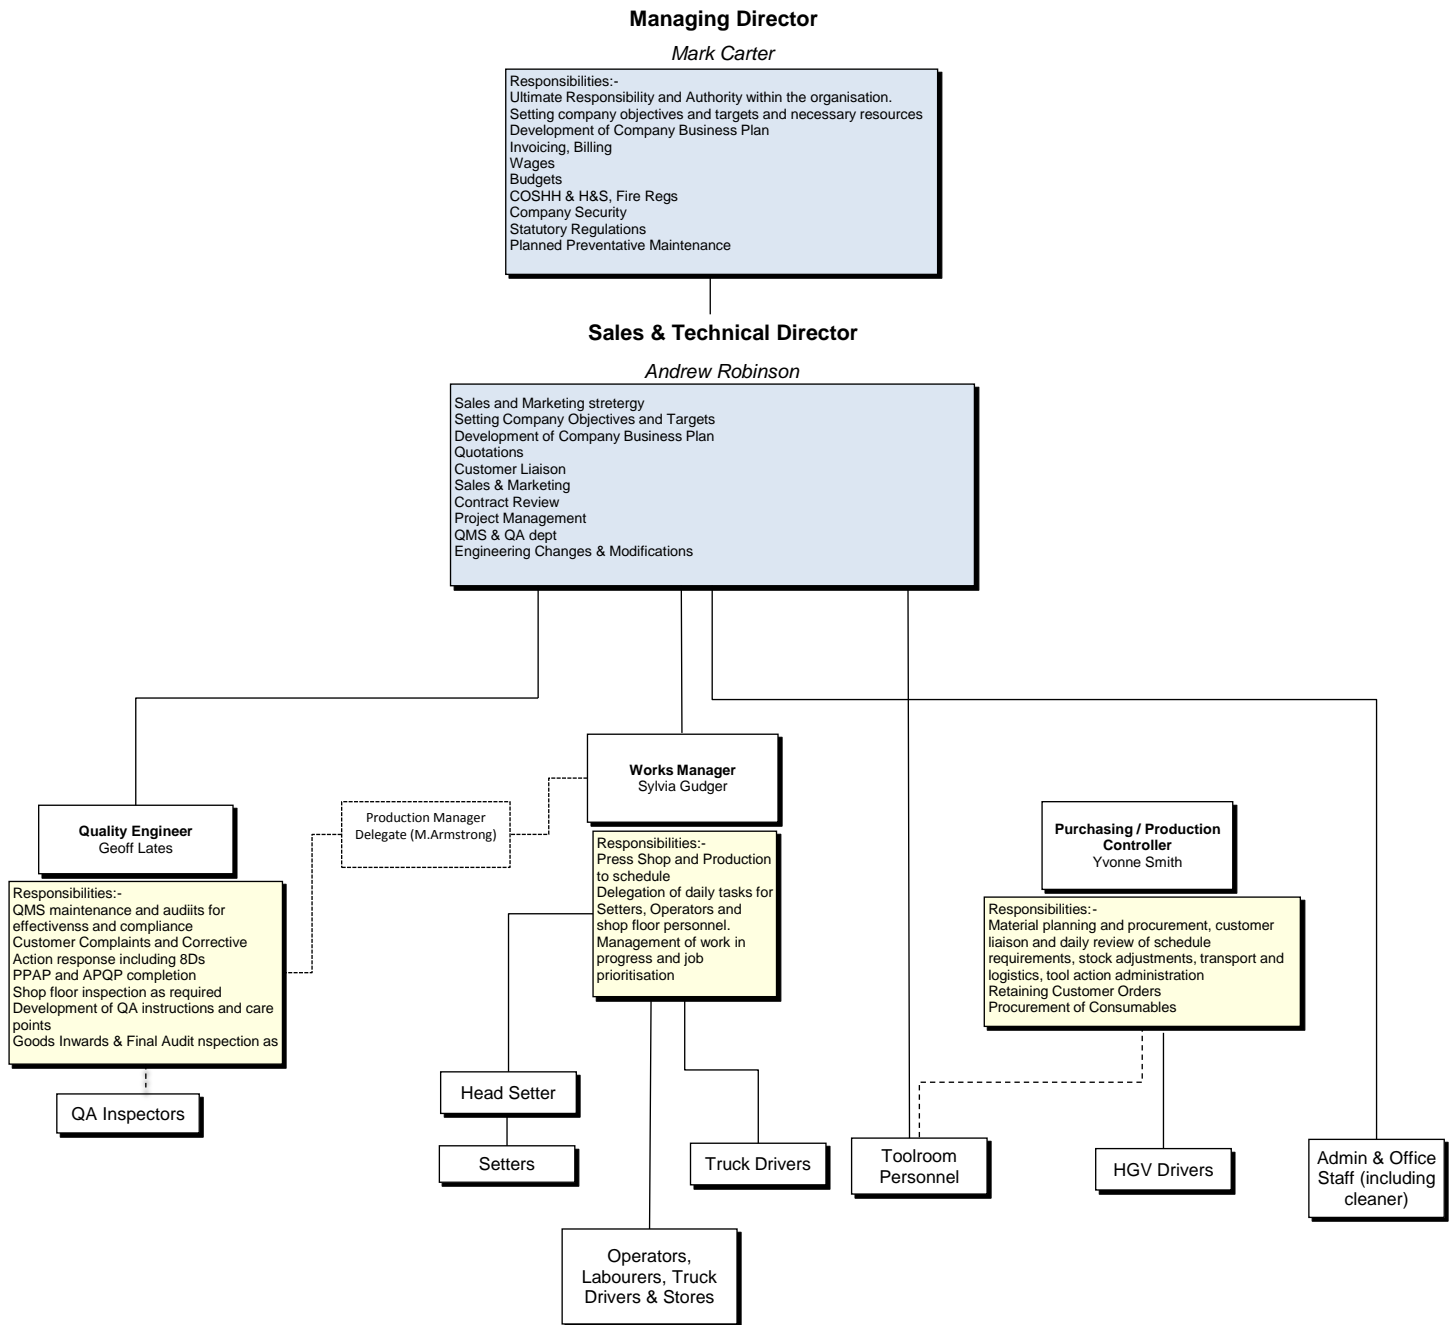 Managing Director
Mark Carter
Responsibilities:-
Ultimate Responsibility and Authority within the organisation.
Setting company objectives and targets and necessary resources
Development of Company Business Plan
Invoicing, Billing
Wages
Budgets
COSHH & H&S, Fire Regs
Company Security
Statutory Regulations
Planned Preventative Maintenance
Sales & Technical Director
Andrew Robinson
Sales and Marketing stretergy
Setting Company Objectives and Targets
Development of Company Business Plan
Quotations
Customer Liaison
Sales & Marketing
Contract Review
Project Management
QMS & QA dept
Engineering Changes & Modifications
Quality Engineer
Geoff Lates
Responsibilities:-
QMS maintenance and audiits for
effectivenss and compliance
Customer Complaints and Corrective
Action response including 8Ds
PPAP and APQP completion
Shop floor inspection as required
Development of QA instructions and care
points
Goods Inwards & Final Audit nspection as
QA Inspectors
Production Manager
Delegate (M.Armstrong)
Works Manager
Sylvia Gudger
Responsibilities:-
Press Shop and Production
to schedule
Delegation of daily tasks for
Setters, Operators and
shop floor personnel.
Management of work in
progress and job
prioritisation
Head Setter
Setters
Operators,
Labourers, Truck
Drivers & Stores
Truck Drivers
Toolroom
Personnel
Purchasing / Production
Controller
Yvonne Smith
Responsibilities:-
Material planning and procurement, customer
liaison and daily review of schedule
requirements, stock adjustments, transport and
logistics, tool action administration
Retaining Customer Orders
Procurement of Consumables
HGV Drivers
Admin & Office
Staff (including
cleaner)